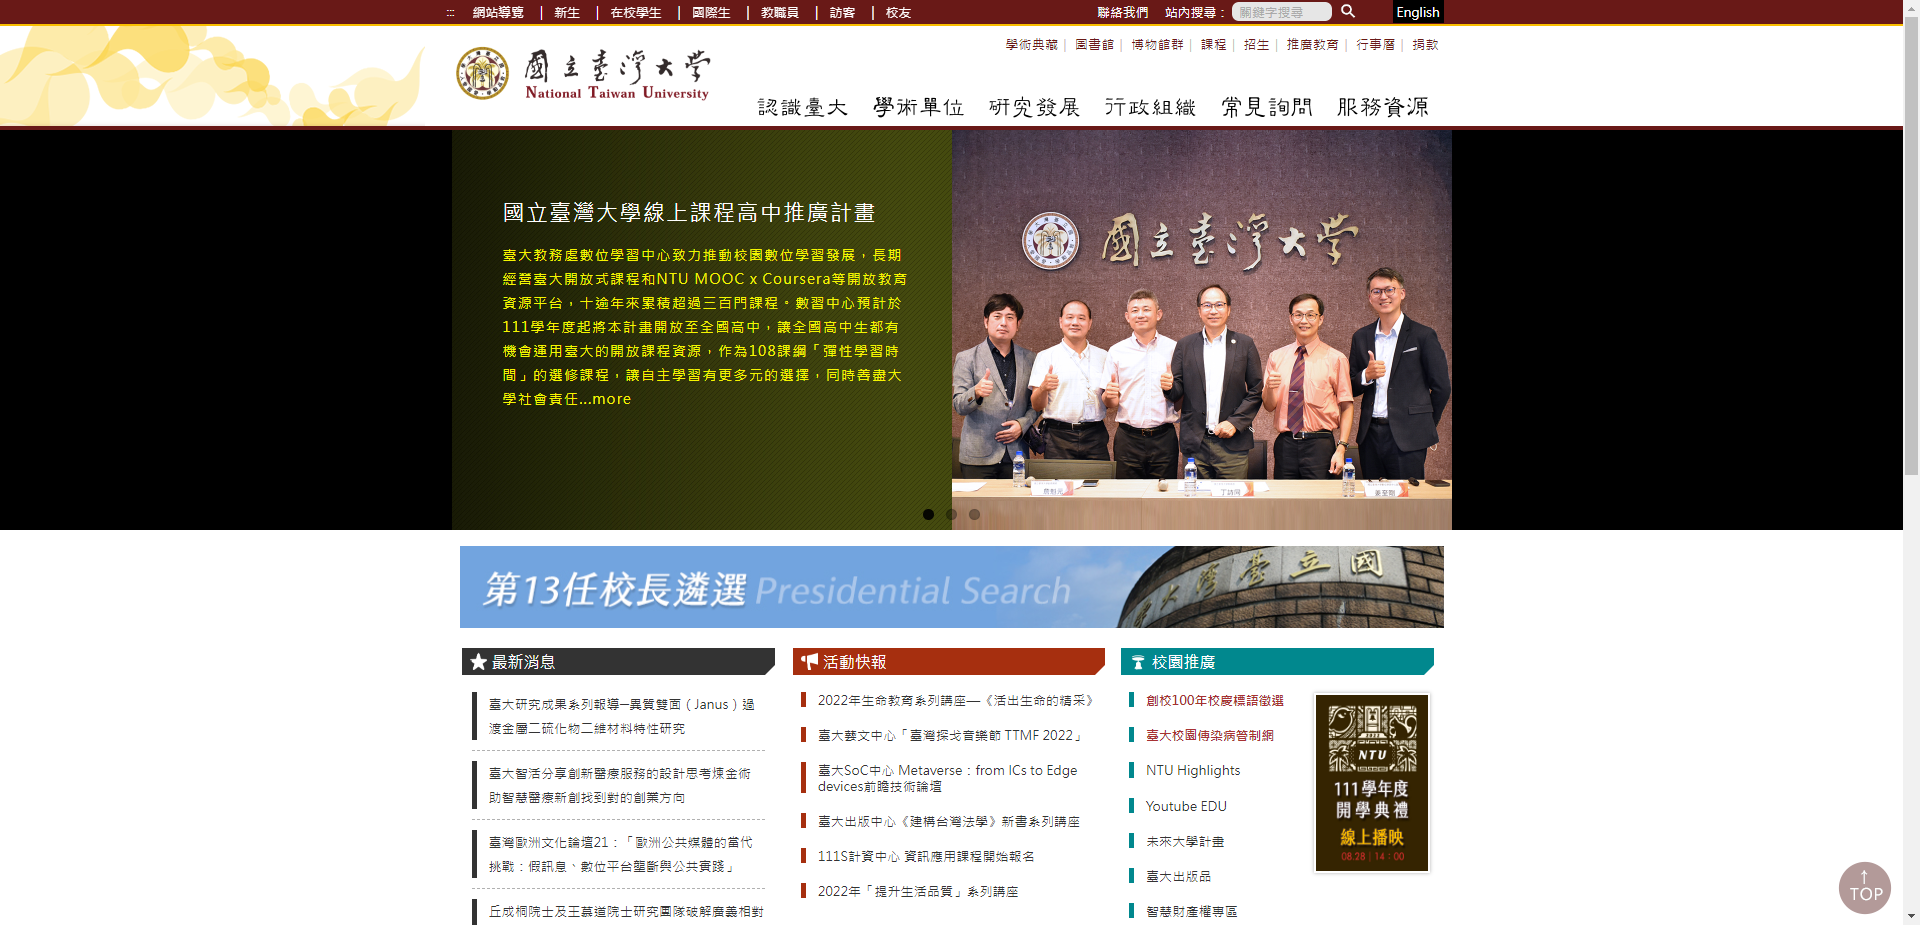 :::
網站導覽 | 新生 | 在校學生 | 國際生 | 教職員 | 訪客 | 校友
聯絡我們 站內搜尋： 關鍵字搜尋
English
學術典藏 | 圖書館 | 博物館群 | 課程 | 招生 | 推廣教育 | 行事曆 | 捐款
國立臺灣大學
National Taiwan University
認識臺大 學術單位 研究發展 行政組織 常見詢問 服務資源
國立臺灣大學線上課程高中推廣計畫
臺大教務處數位學習中心致力推動校園數位學習發展，長期
經營臺大開放式課程和NTU MOOC x Coursera等開放教育
資源平台，十逾年來累積超過三百門課程。數習中心預計於
111學年度起將本計畫開放至全國高中，讓全國高中生都有
機會運用臺大的開放課程資源，作為108課綱「彈性學習時
間」的選修課程，讓自主學習有更多元的選擇，同時善盡大
學社會責任...more
國立臺灣大學
丁詩同
第13任校長遴選 Presidential Search
國立臺灣大
最新消息
臺大研究成果系列報導─異質雙面（Janus）過
渡金屬二硫化物二維材料特性研究
臺大智活分享創新醫療服務的設計思考煉金術
助智慧醫療新創找到對的創業方向
臺灣歐洲文化論壇21：「歐洲公共媒體的當代
挑戰：假訊息、數位平台壟斷與公共實踐」
丘成桐院士及王慕道院士研究團隊破解廣義相對
活動快報
2022年生命教育系列講座—《活出生命的精采》
臺大藝文中心「臺灣探戈音樂節 TTMF 2022」
臺大SoC中心 Metaverse：from ICs to Edge
devices前瞻技術論壇
臺大出版中心《建構台灣法學》新書系列講座
111S計資中心 資訊應用課程開始報名
2022年「提升生活品質」系列講座
校園推廣
創校100年校慶標語徵選
臺大校園傳染病管制網
NTU Highlights
Youtube EDU
未來大學計畫
臺大出版品
智慧財產權專區
NTU
111學年度
開學典禮
線上播映
08.28 | 14：00
↑
TOP